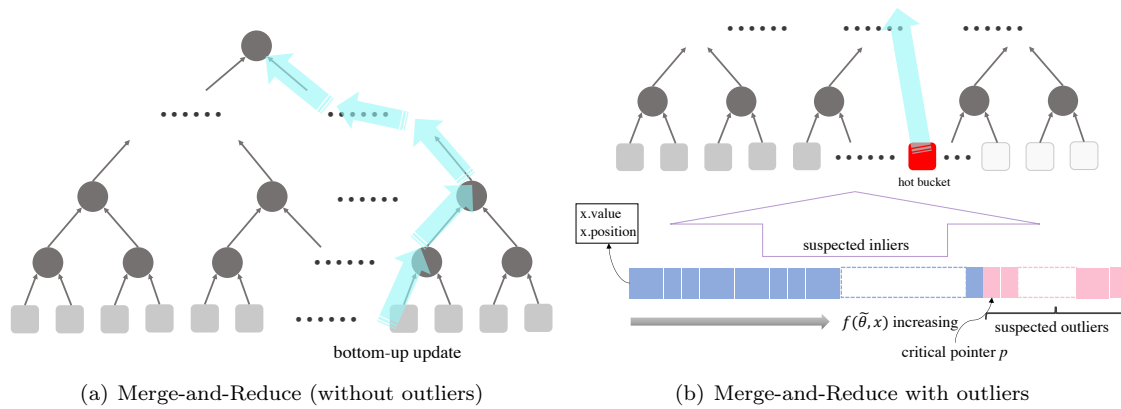 bottom-up update
(a) Merge-and-Reduce (without outliers)
hot bucket
x.value
x.position
suspected inliers
f(θ̃, x) increasing
suspected outliers
critical pointer p
(b) Merge-and-Reduce with outliers